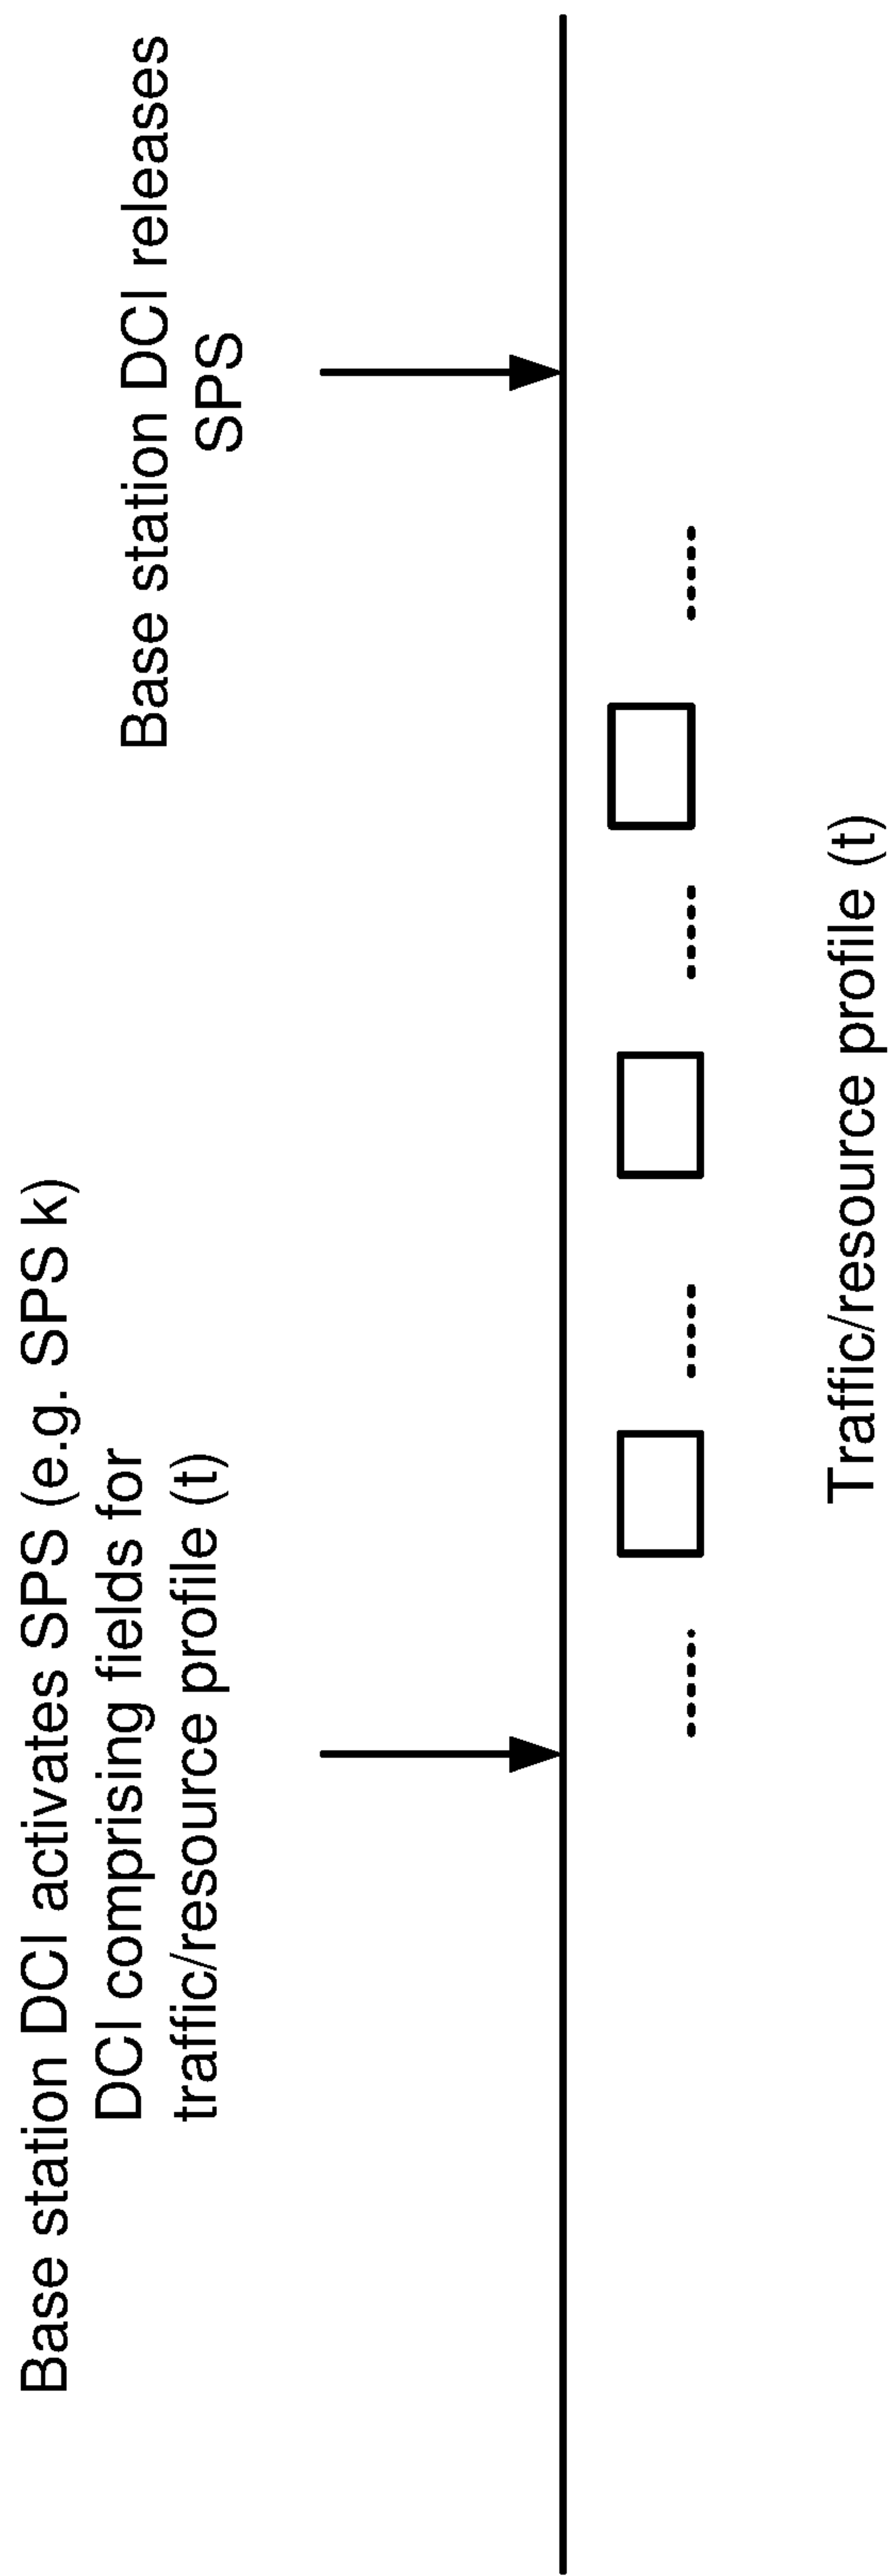 Base station DCI activates SPS (e.g. SPS k)
DCI comprising fields for
traffic/resource profile (t)
Base station DCI releases
SPS
Traffic/resource profile (t)